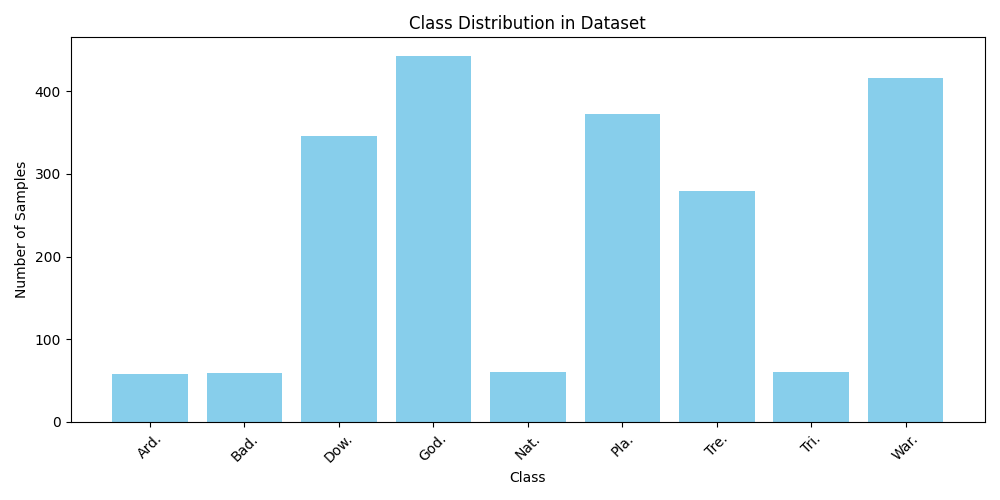 Class Distribution in Dataset
Number of Samples
400
300
200
100
0
Ard. Bad. Dow. God. Nat. Pla. Tre. Tri. War.
Class